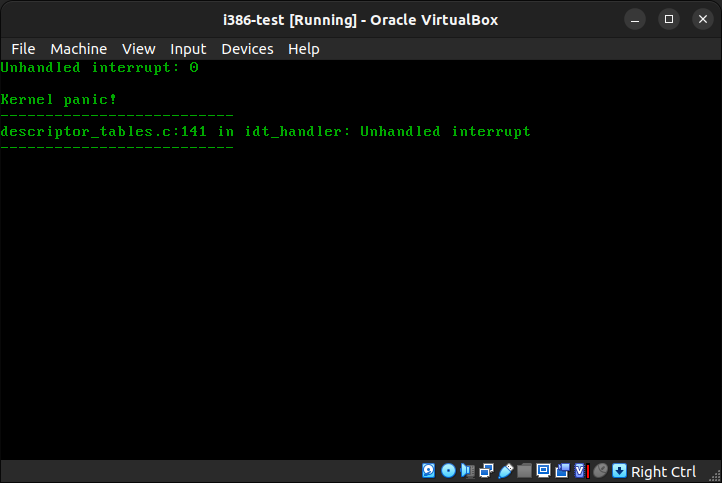 i386-test [Running] - Oracle VirtualBox
File Machine View Input Devices Help
Unhandled interrupt: 0
Kernel panic!
--------------------------
descriptor_tables.c:141 in idt_handler: Unhandled interrupt
--------------------------
Right Ctrl